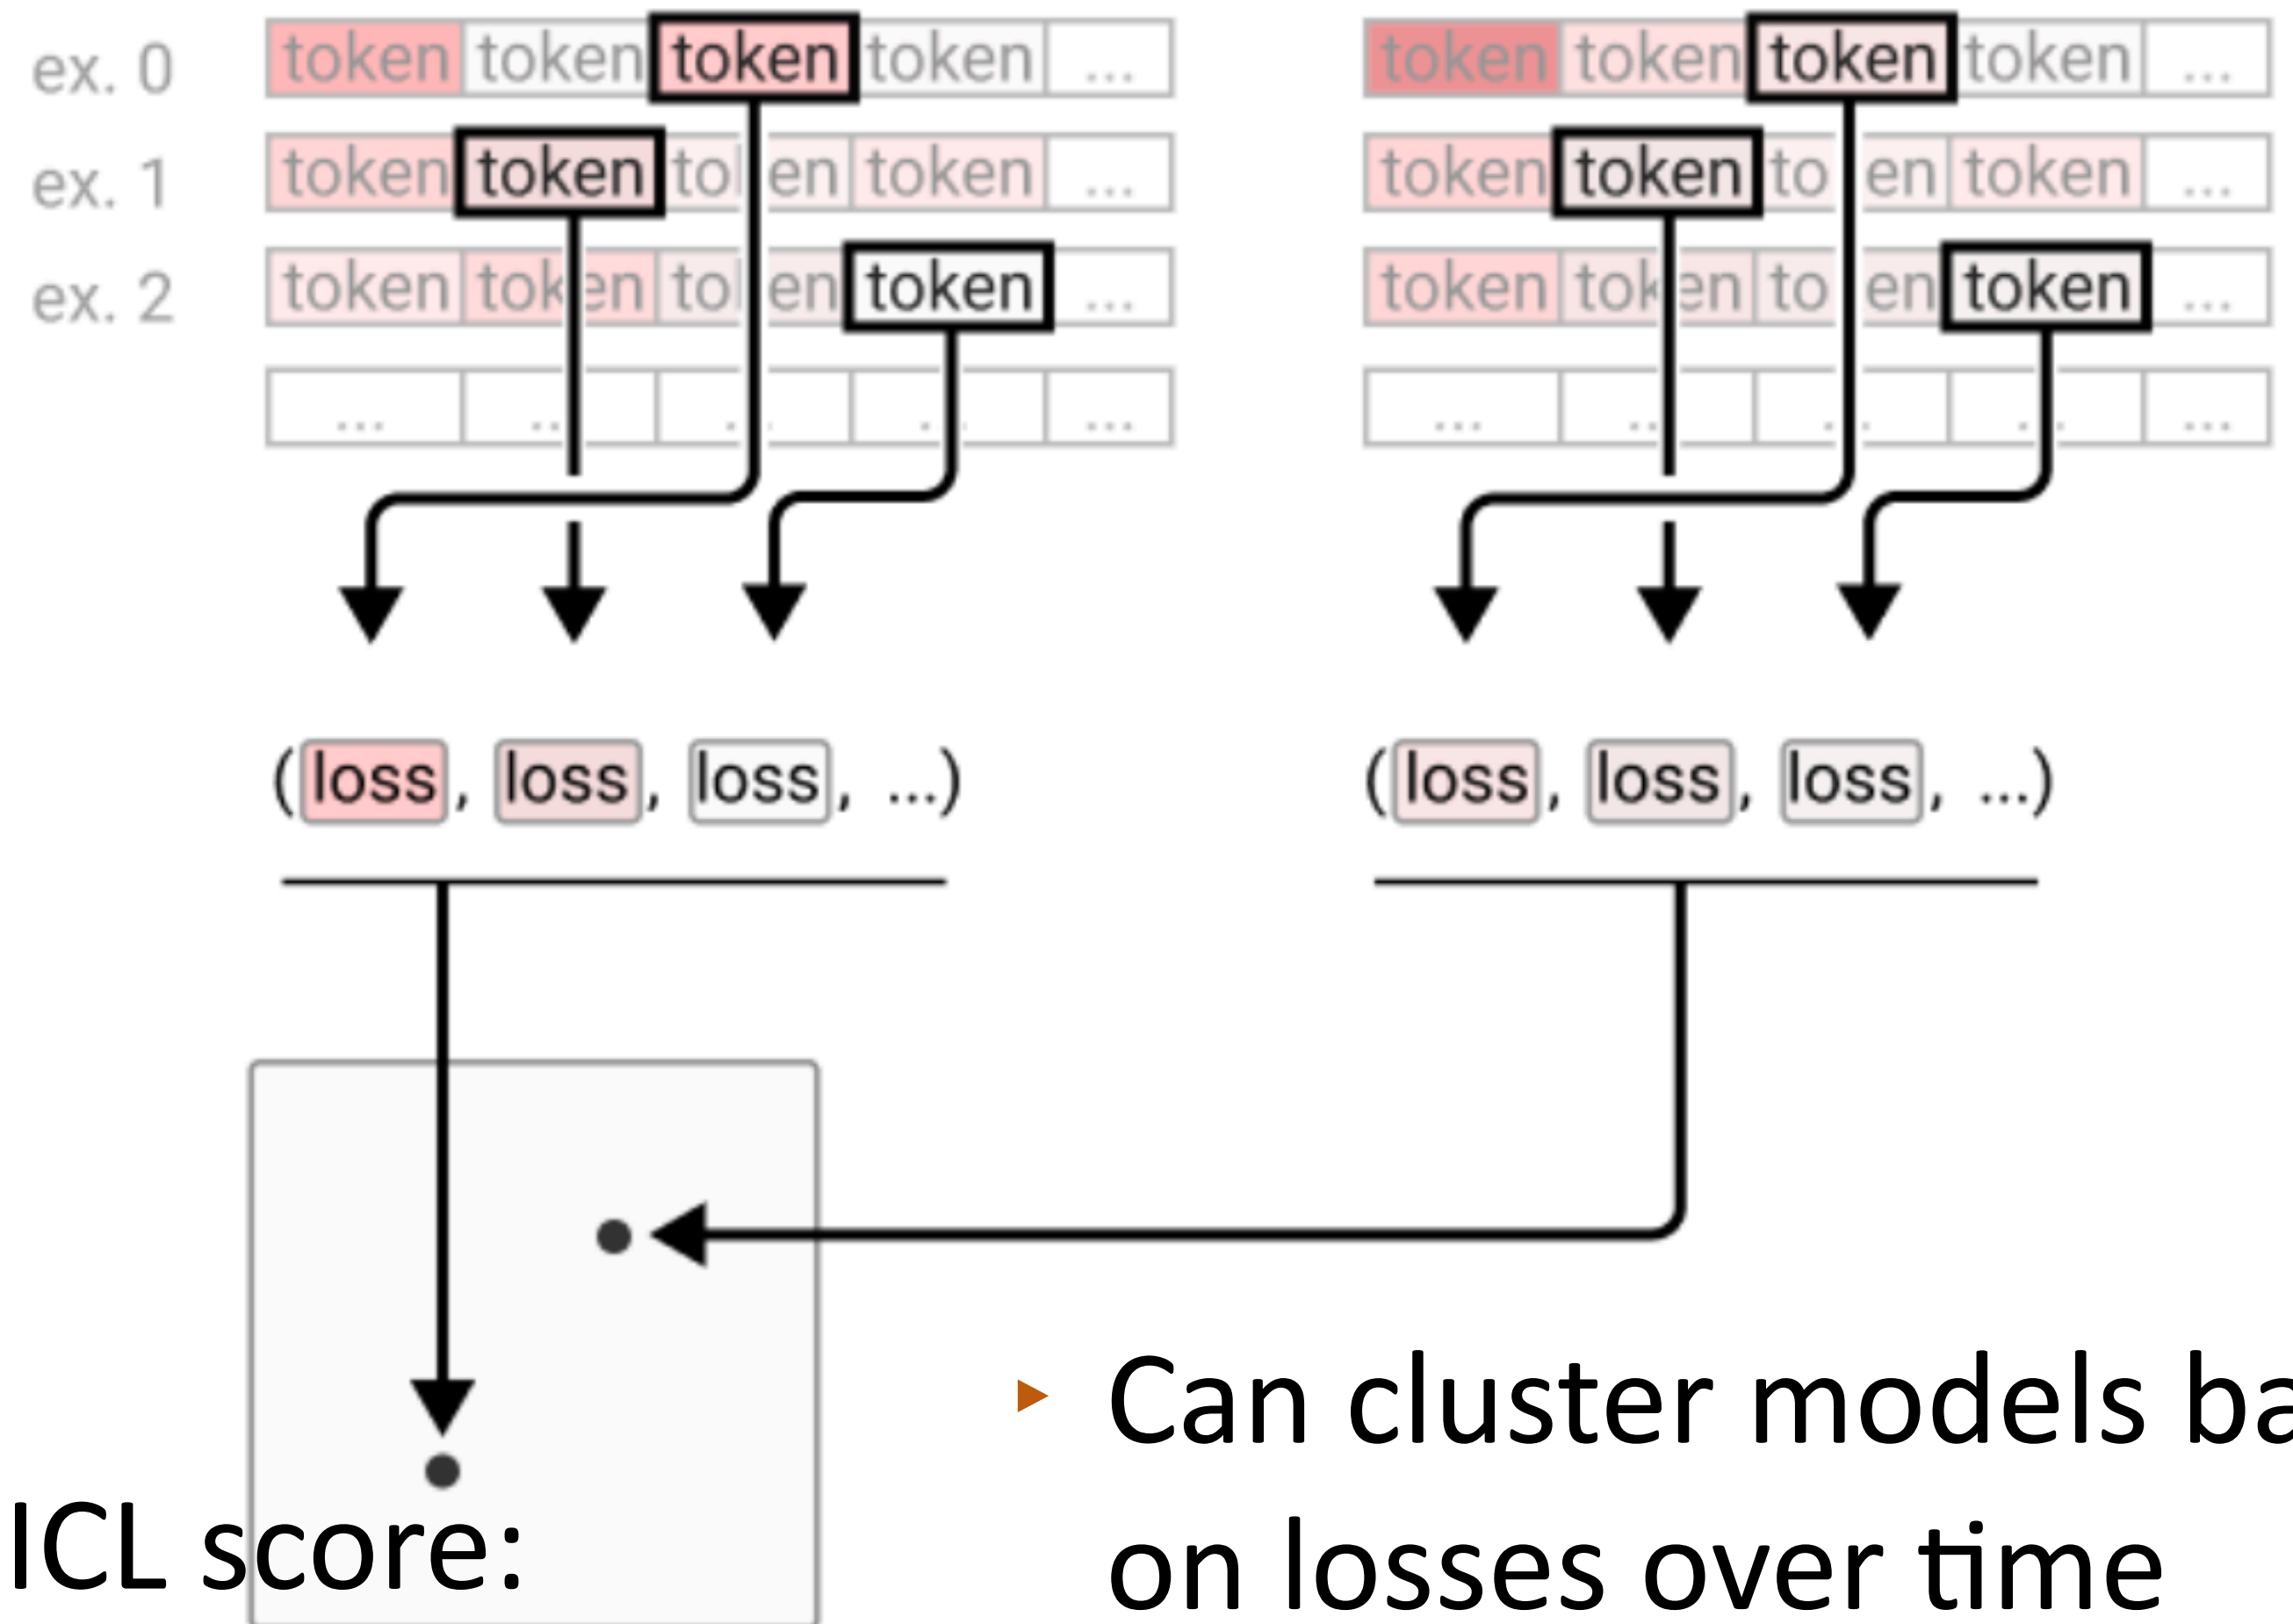 ex. 0 token token token token ... token token token token ...
ex. 1 token token to en token ... token token to en token ...
ex. 2 token tok en to en token ... token tok en to en token ...
... ... ... ... ... ... ... ... ... ...
(loss, loss, loss, ...) (loss, loss, loss, ...)
Can cluster models ba
ICL score:
on losses over time